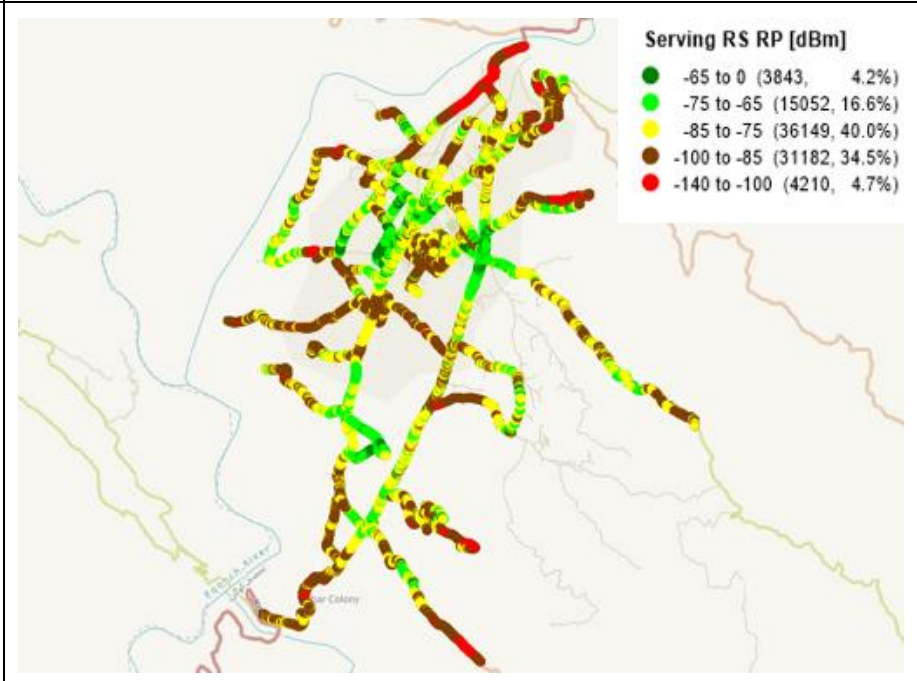 Serving RS RP [dBm]
-65 to 0 (3843, 4.2%)
-75 to -65 (15052, 16.6%)
-85 to -75 (36149, 40.0%)
-100 to -85 (31182, 34.5%)
-140 to -100 (4210, 4.7%)
River
Colony